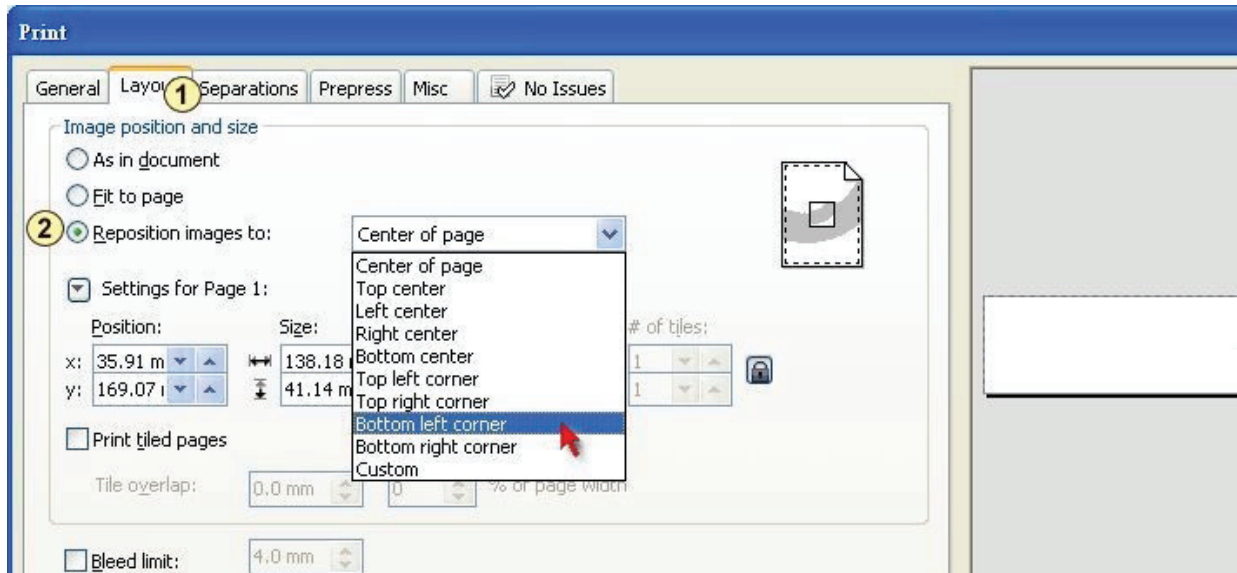 Print
General Layou 1 Separations Prepress Misc No Issues
Image position and size
As in document
Fit to page
2 Reposition images to: Center of page
Center of page
Top center
Left center
Right center
Bottom center
Top left corner
Top right corner
Bottom left corner
Bottom right corner
Custom
Settings for Page 1:
Position: Size: # of tiles:
x: 35.91 m 138.18 1
y: 169.07 41.14 m 1
Print tiled pages
Tile overlap: 0.0 mm 0 % of page width
Bleed limit: 4.0 mm